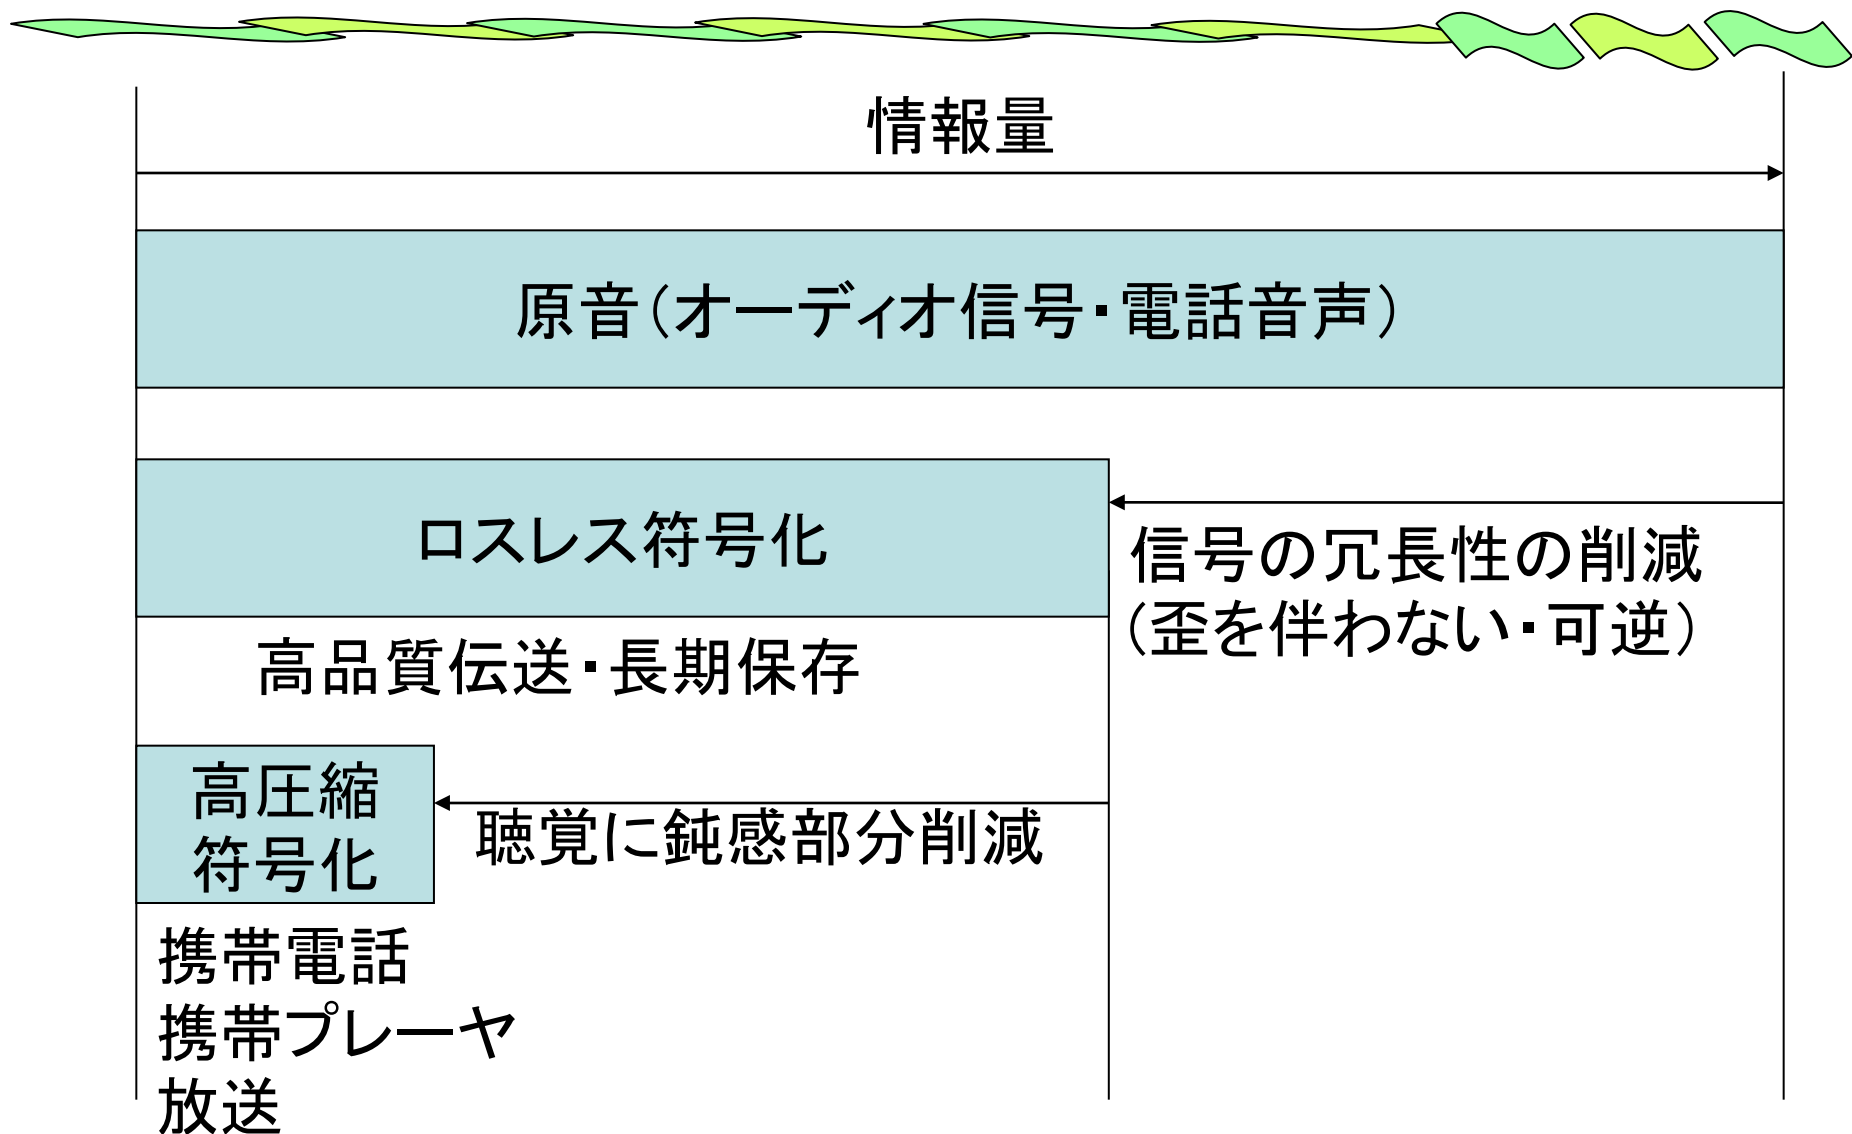 情報量
原音（オーディオ信号・電話音声）
ロスレス符号化
信号の冗長性の削減
（歪を伴わない・可逆）
高品質伝送・長期保存
高圧縮
符号化
聴覚に鈍感部分削減
携帯電話
携帯プレーヤ
放送